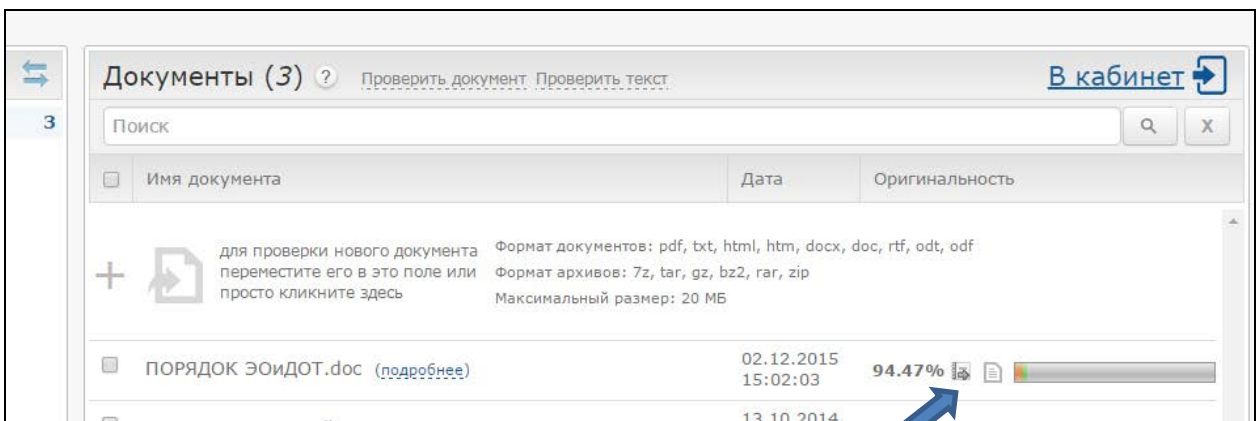 Документы (3) ? Проверить документ Проверить текст В кабинет
3
Поиск X
Имя документа Дата Оригинальность
для проверки нового документа
переместите его в это поле или
просто кликните здесь
Формат документов: pdf, txt, html, htm, docx, doc, rtf, odt, odf
Формат архивов: 7z, tar, gz, bz2, rar, zip
Максимальный размер: 20 МБ
ПОРЯДОК ЭОиДОТ.doc (подробнее) 02.12.2015
15:02:03 94.47%
13.10.2014